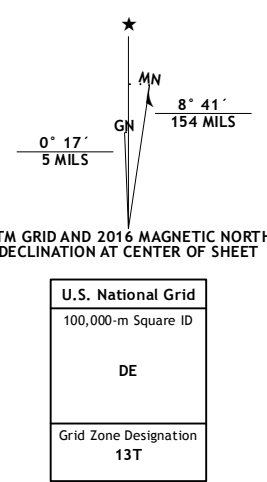 ★
MN
GN
8° 41´
154 MILS
0° 17´
5 MILS
TM GRID AND 2016 MAGNETIC NORTH
DECLINATION AT CENTER OF SHEET
U.S. National Grid
100,000-m Square ID
DE
Grid Zone Designation
13T